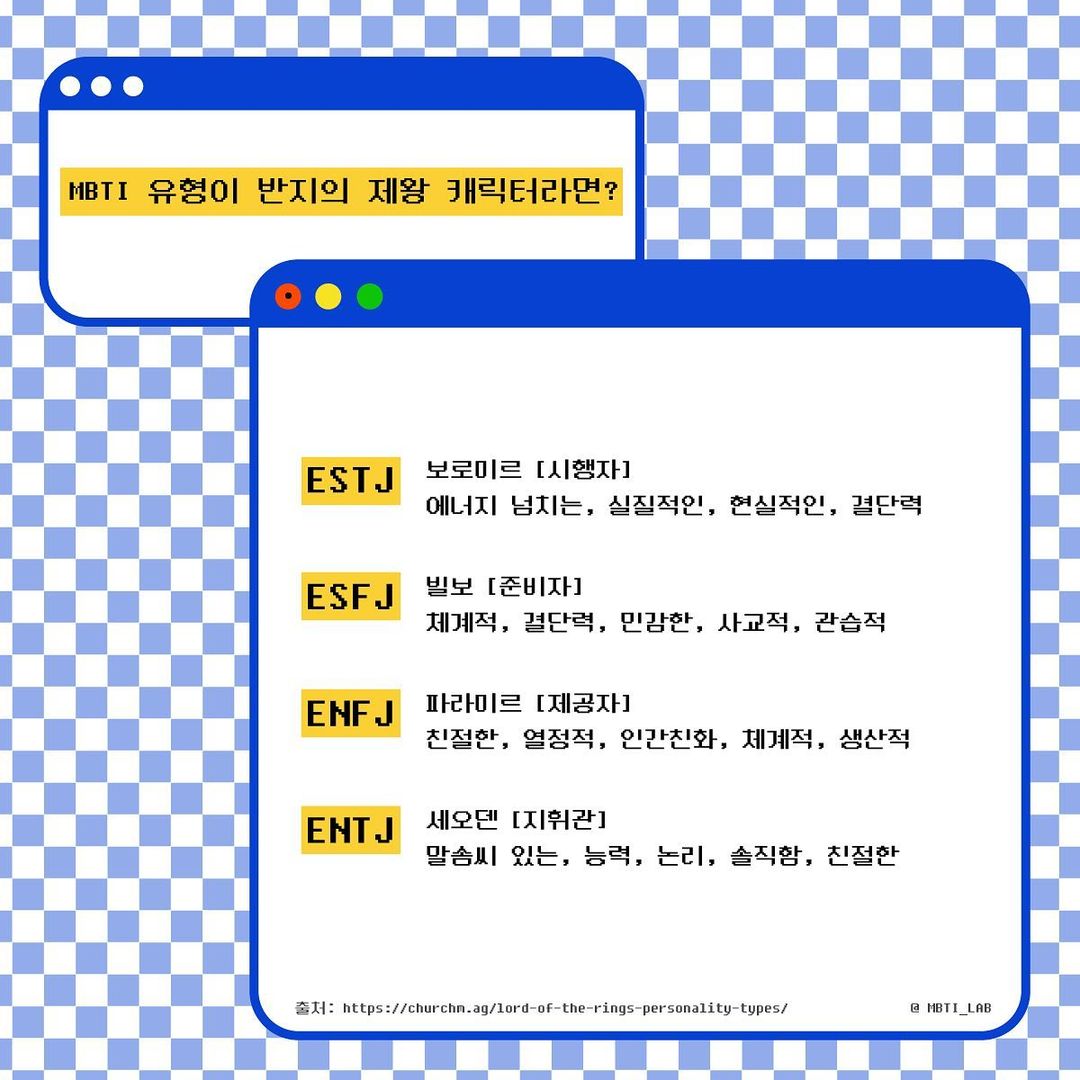 MBTI 유형이 반지의 제왕 캐릭터라면?
ESTJ
보로미르 [시행자]
에너지 넘치는, 실질적인, 현실적인, 결단력
ESFJ
빌보 [준비자]
체계적, 결단력, 민감한, 사교적, 관습적
ENFJ
파라미르 [제공자]
친절한, 열정적, 인간친화, 체계적, 생산적
ENTJ
세오덴 [지휘관]
말솜씨 있는, 능력, 논리, 솔직함, 친절한
출처: https://churchm.ag/lord-of-the-rings-personality-types/
@ MBTI_LAB